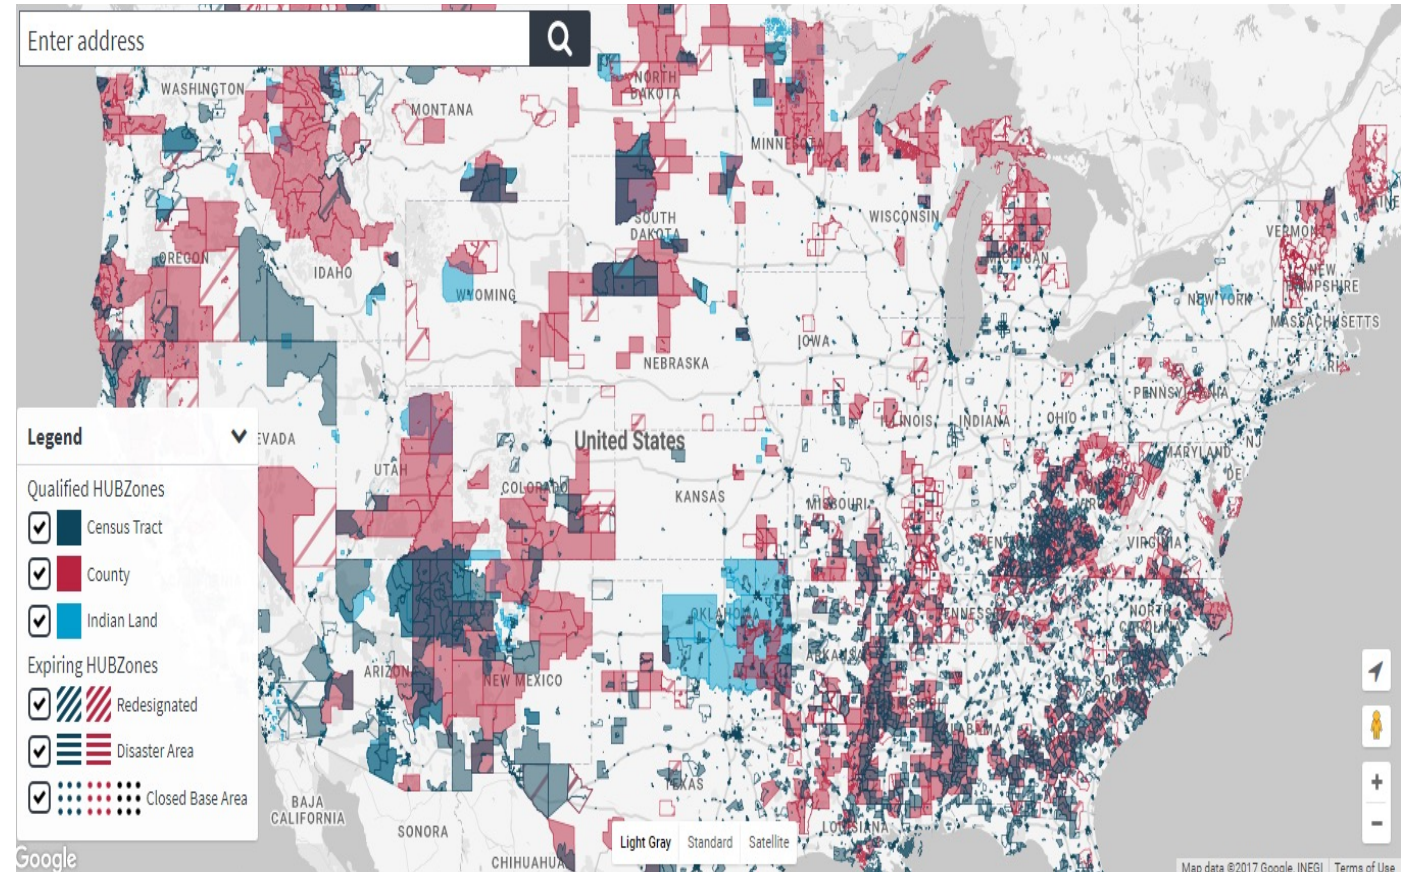 Enter address
WASHINGTON
MONTANA
NORTH
DAKOTA
MINNESOTA
WISCONSIN
SOUTH
DAKOTA
OREGON
IDAHO
WYOMING
MICHIGAN
VERMONT
MAINE
NEW
HAMPSHIRE
NEW YORK
MASSACHUSETTS
RI
IOWA
NEBRASKA
PENNSYLVANIA
ILLINOIS
INDIANA
OHIO
United States
NJ
MARYLAND
DE
EVADA
UTAH
COLORADO
KANSAS
MISSOURI
VIRGINIA
OKLAHOMA
TENNESSEE
NORTH
CAROLINA
ARKANSAS
ARIZONA
NEW MEXICO
TEXAS
LOUISIANA
BAJA
CALIFORNIA
SONORA
CHIHUAHUA
Legend
Qualified HUBZones
Census Tract
County
Indian Land
Expiring HUBZones
Redesignated
Disaster Area
Closed Base Area
Light Gray Standard Satellite
Google
Map data ©2017 Google, INEGI Terms of Use